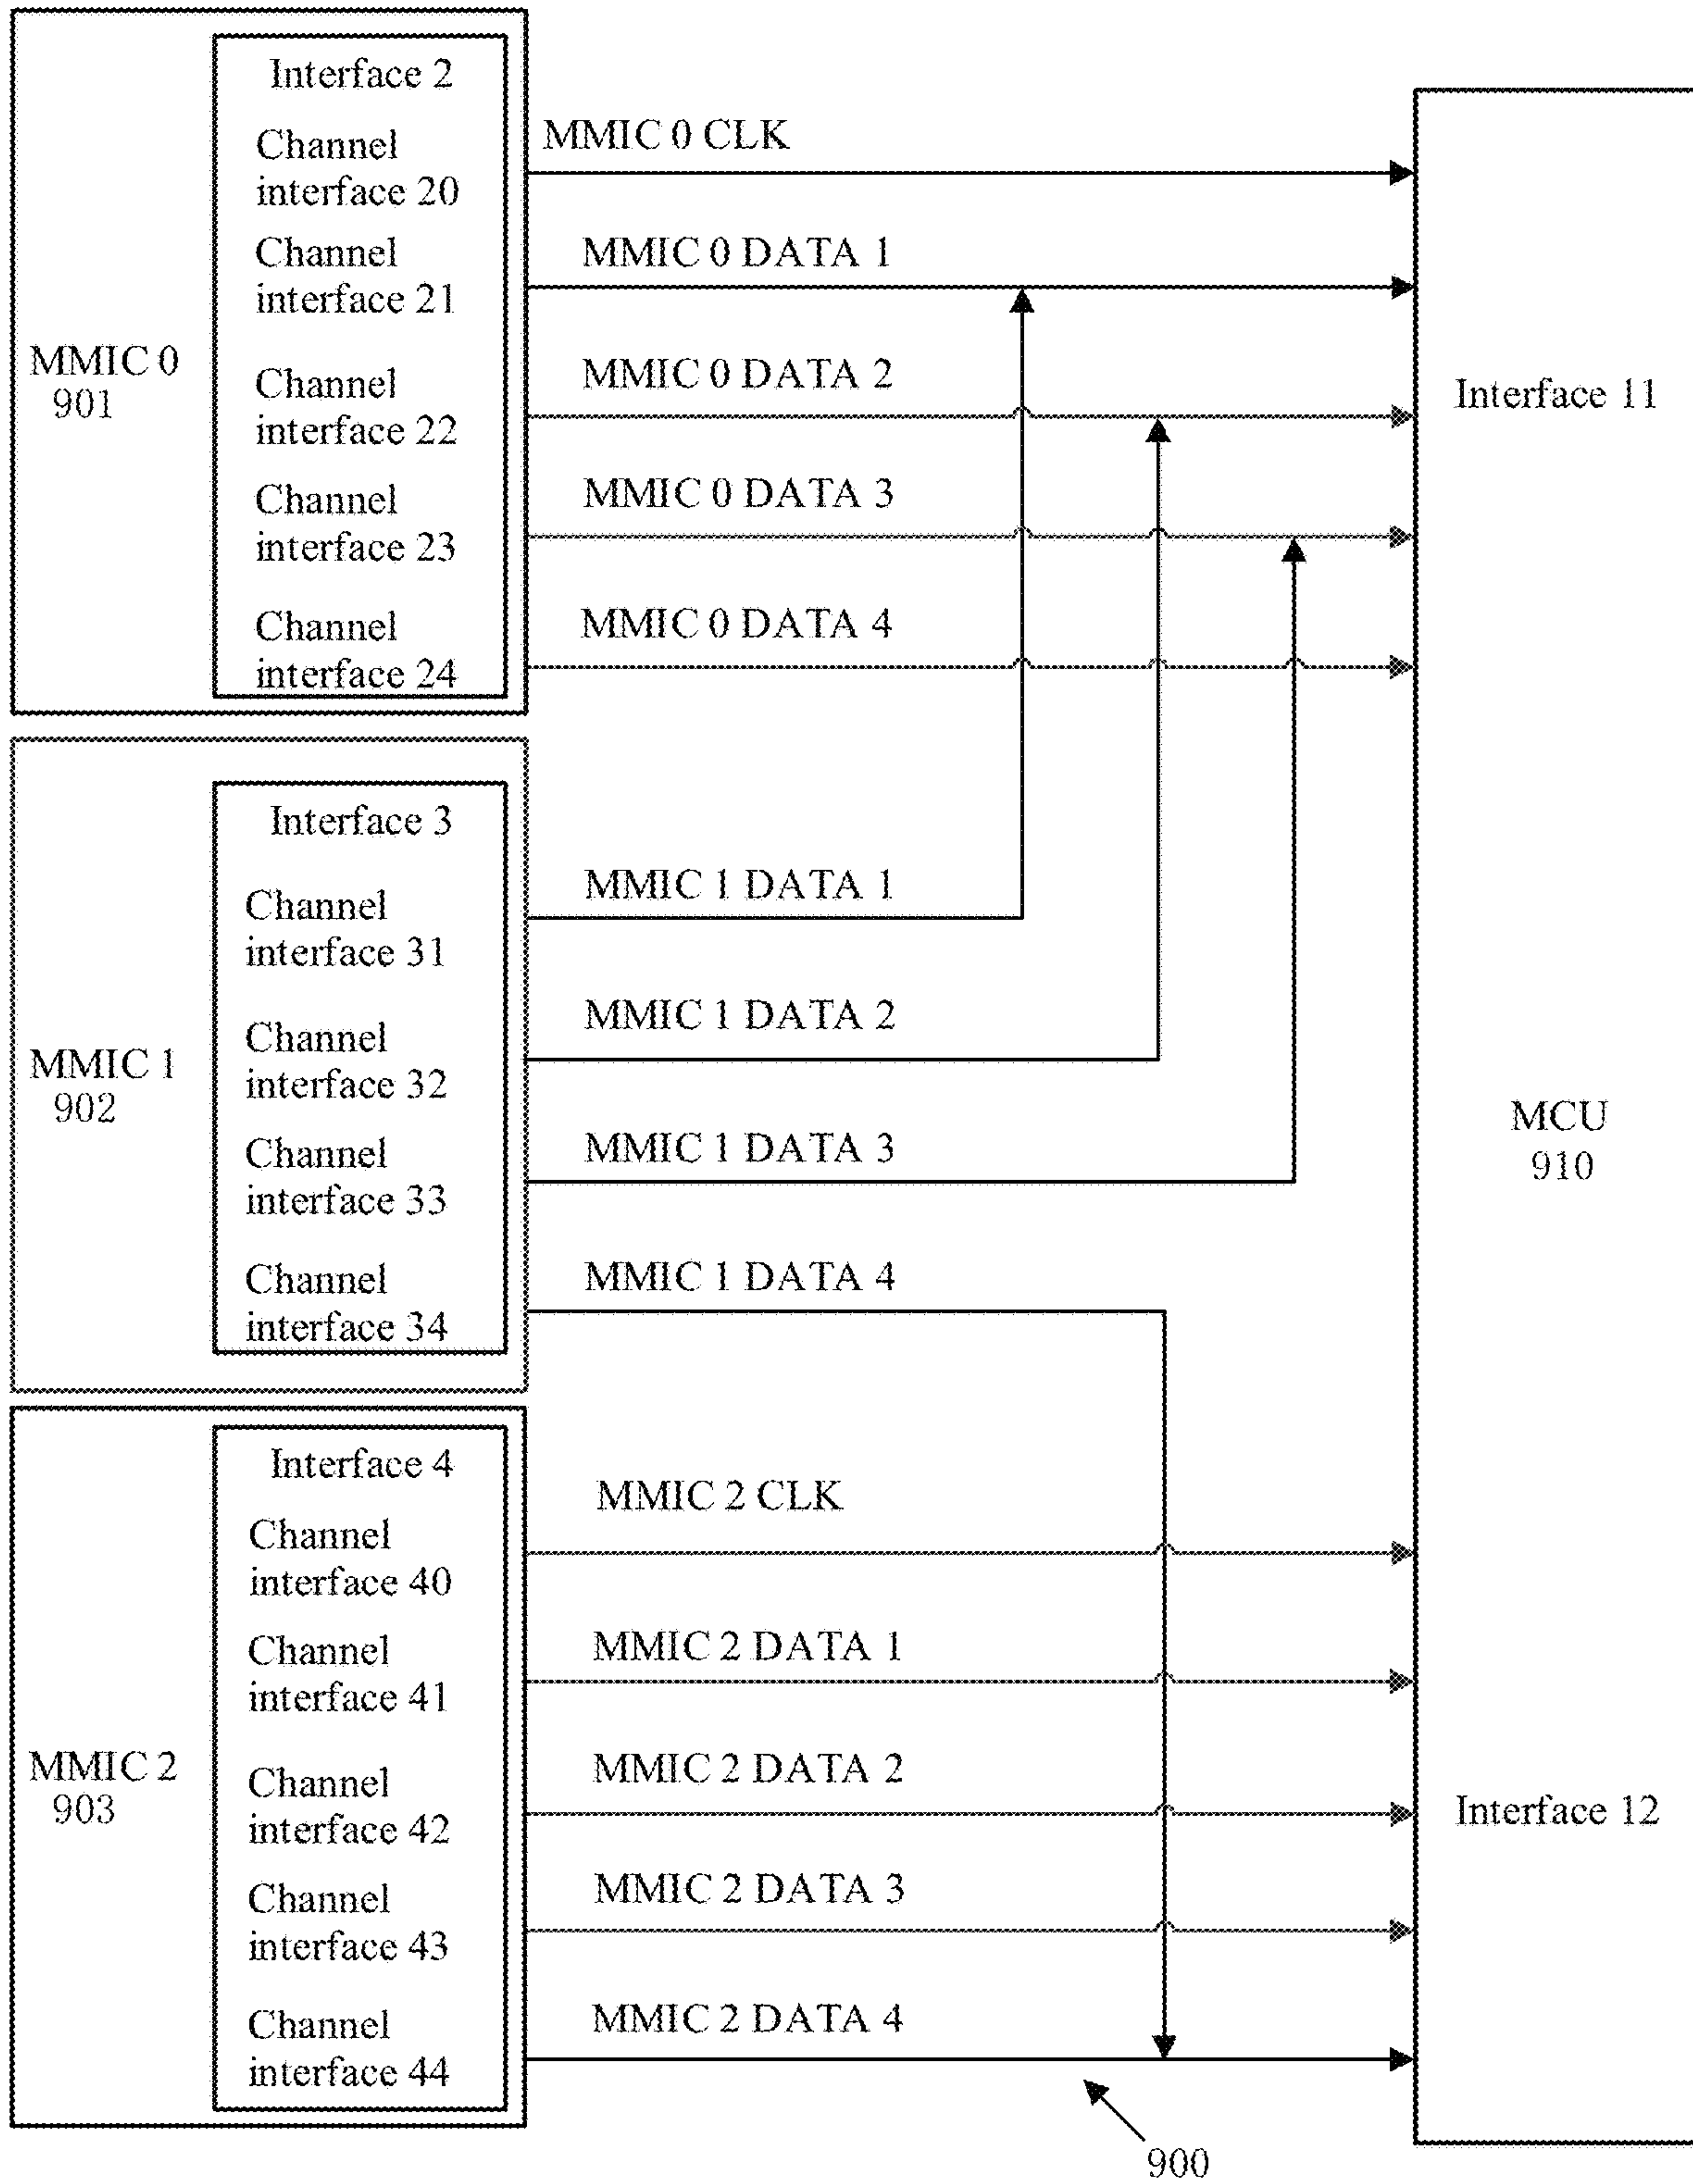 Interface 2
Channel
interface 20
Channel
interface 21
Channel
interface 22
Channel
interface 23
Channel
interface 24
MMIC 0
901
MMIC 0 CLK
MMIC 0 DATA 1
MMIC 0 DATA 2
MMIC 0 DATA 3
MMIC 0 DATA 4
Interface 11
Interface 3
Channel
interface 31
Channel
interface 32
Channel
interface 33
Channel
interface 34
MMIC 1
902
MMIC 1 DATA 1
MMIC 1 DATA 2
MMIC 1 DATA 3
MMIC 1 DATA 4
MCU
910
Interface 4
Channel
interface 40
Channel
interface 41
Channel
interface 42
Channel
interface 43
Channel
interface 44
MMIC 2
903
MMIC 2 CLK
MMIC 2 DATA 1
MMIC 2 DATA 2
MMIC 2 DATA 3
MMIC 2 DATA 4
Interface 12
900